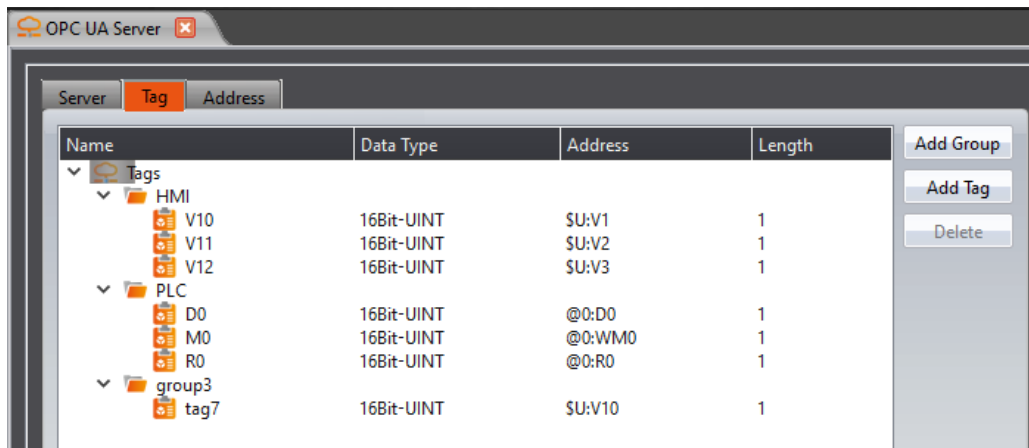 OPC UA Server
Server Tag Address
Name Data Type Address Length Add Group
Tags Add Tag
HMI
V10 16Bit-UINT $U:V1 1 Delete
V11 16Bit-UINT $U:V2 1
V12 16Bit-UINT $U:V3 1
PLC
D0 16Bit-UINT @0:D0 1
M0 16Bit-UINT @0:WM0 1
R0 16Bit-UINT @0:R0 1
group3
tag7 16Bit-UINT $U:V10 1